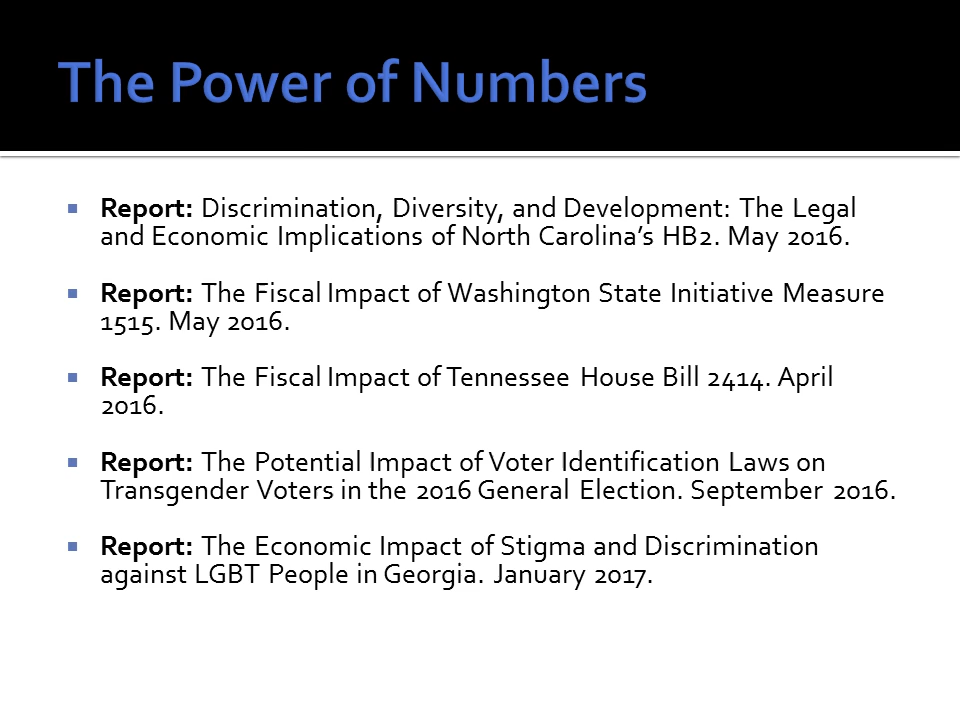 The Power of Numbers
Report: Discrimination, Diversity, and Development: The Legal
and Economic Implications of North Carolina’s HB2. May 2016.
Report: The Fiscal Impact of Washington State Initiative Measure
1515. May 2016.
Report: The Fiscal Impact of Tennessee House Bill 2414. April
2016.
Report: The Potential Impact of Voter Identification Laws on
Transgender Voters in the 2016 General Election. September 2016.
Report: The Economic Impact of Stigma and Discrimination
against LGBT People in Georgia. January 2017.